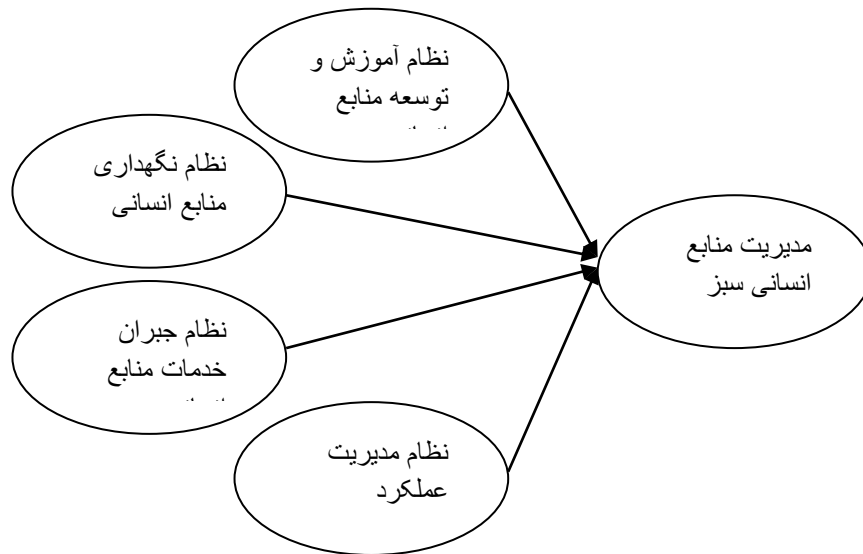 نظام آموزش و
توسعه منابع
نظام نگهداری
منابع انسانی
مدیریت منابع
انسانی سبز
نظام جبران
خدمات منابع
نظام مدیریت
عملکرد